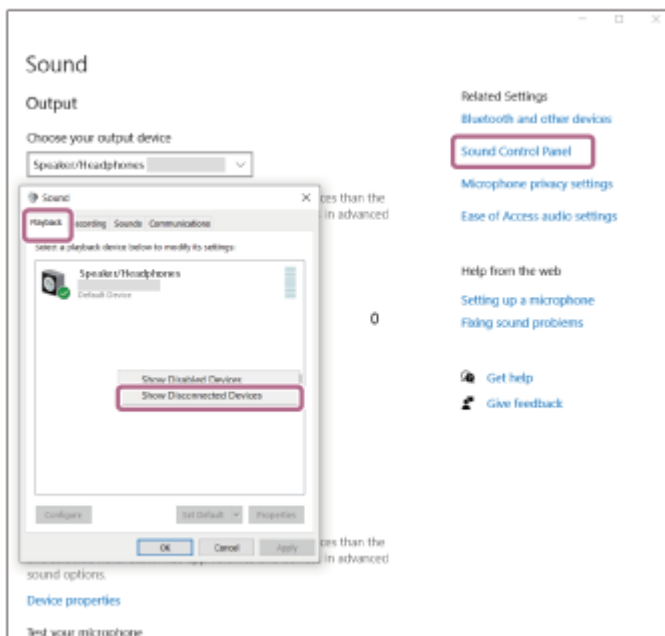 Sound
Output
Choose your output device
Speaker/Headphones
Sound
Playback Recording Sounds Communications
Select a playback device below to modify its settings:
Speaker/Headphones
Default Device
Show Disabled Devices
Show Disconnected Devices
Configure Set Default Properties
OK Cancel Apply
ces than the
in advanced
0
ces than the
in advanced
sound options.
Device properties
Test your microphone
Related Settings
Bluetooth and other devices
Sound Control Panel
Microphone privacy settings
Ease of Access audio settings
Help from the web
Setting up a microphone
Fixing sound problems
Get help
Give feedback